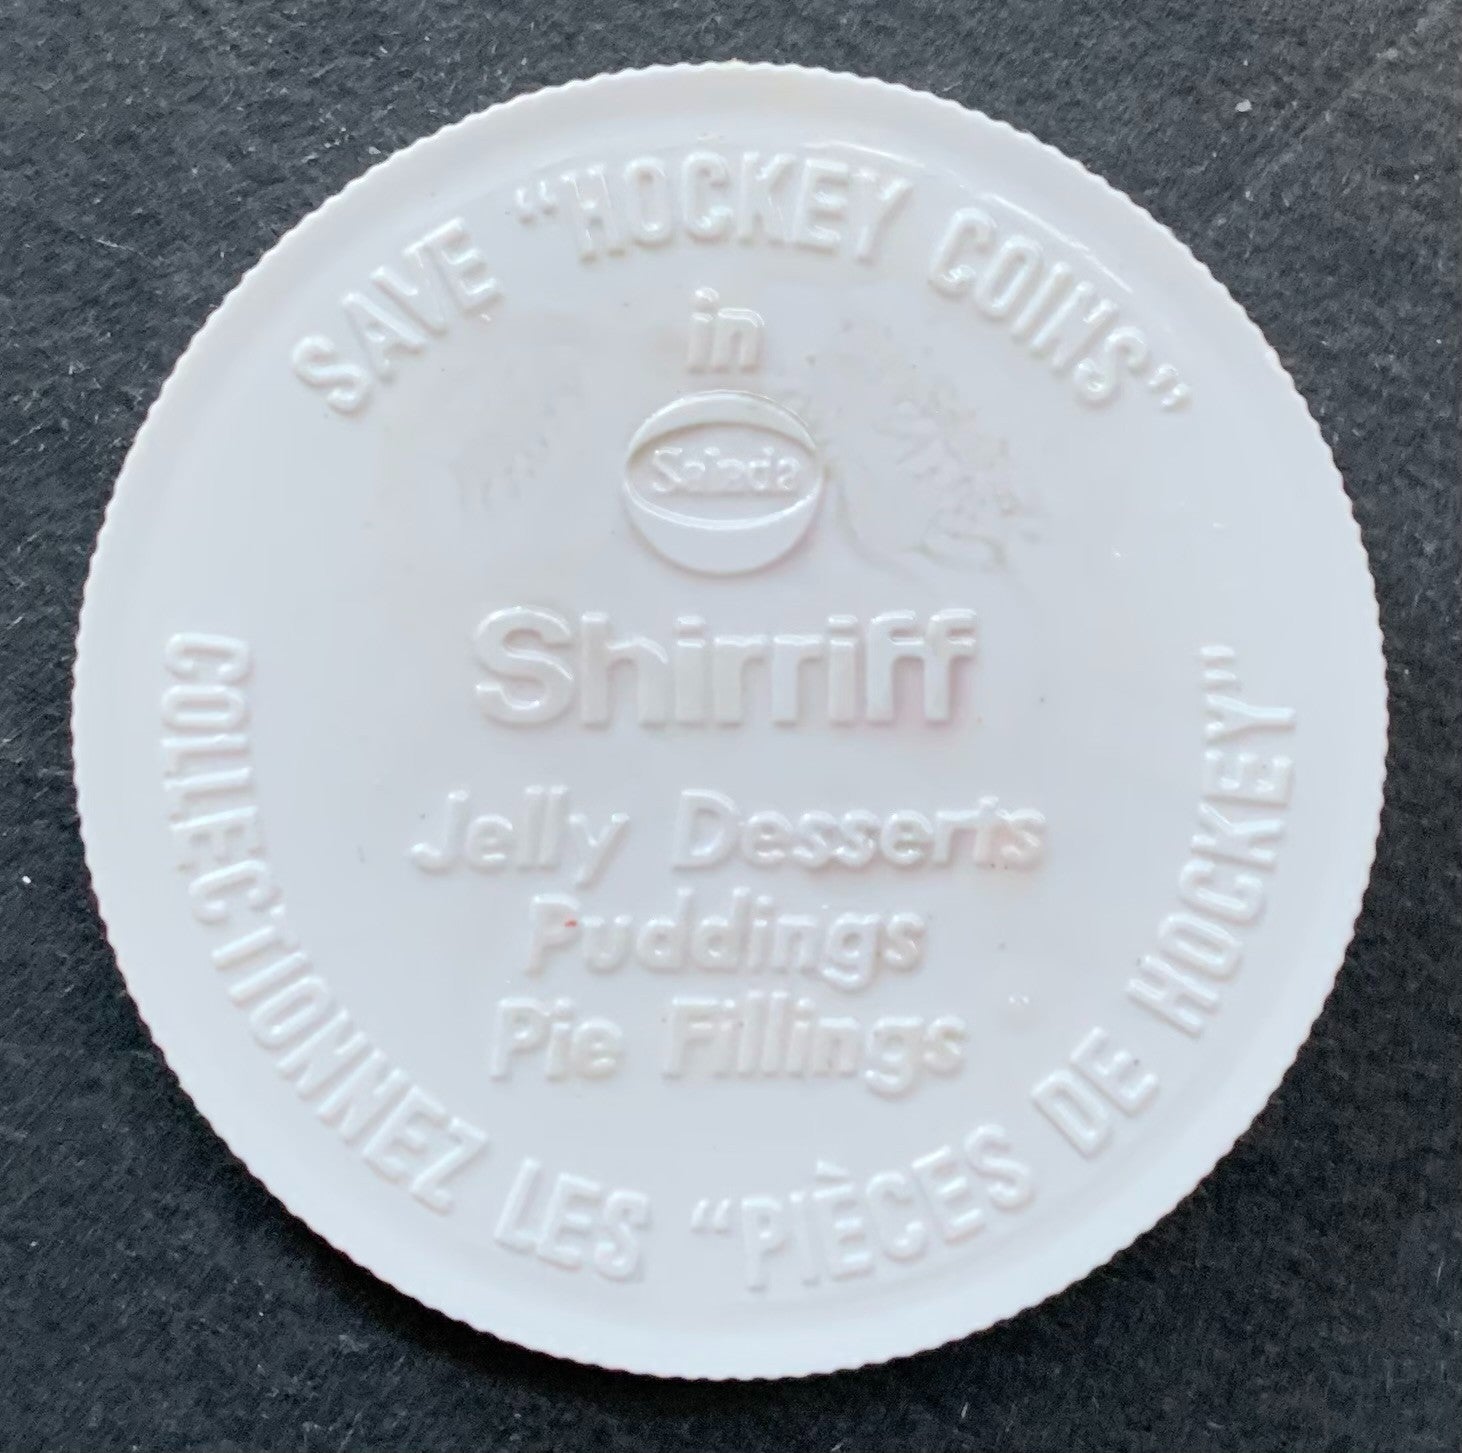 SAVE “HOCKEY COINS”
in
Salada
Shirriff
Jelly Desserts
Puddings
Pie Fillings
COLLECTIONNEZ LES “PIÈCES DE HOCKEY”